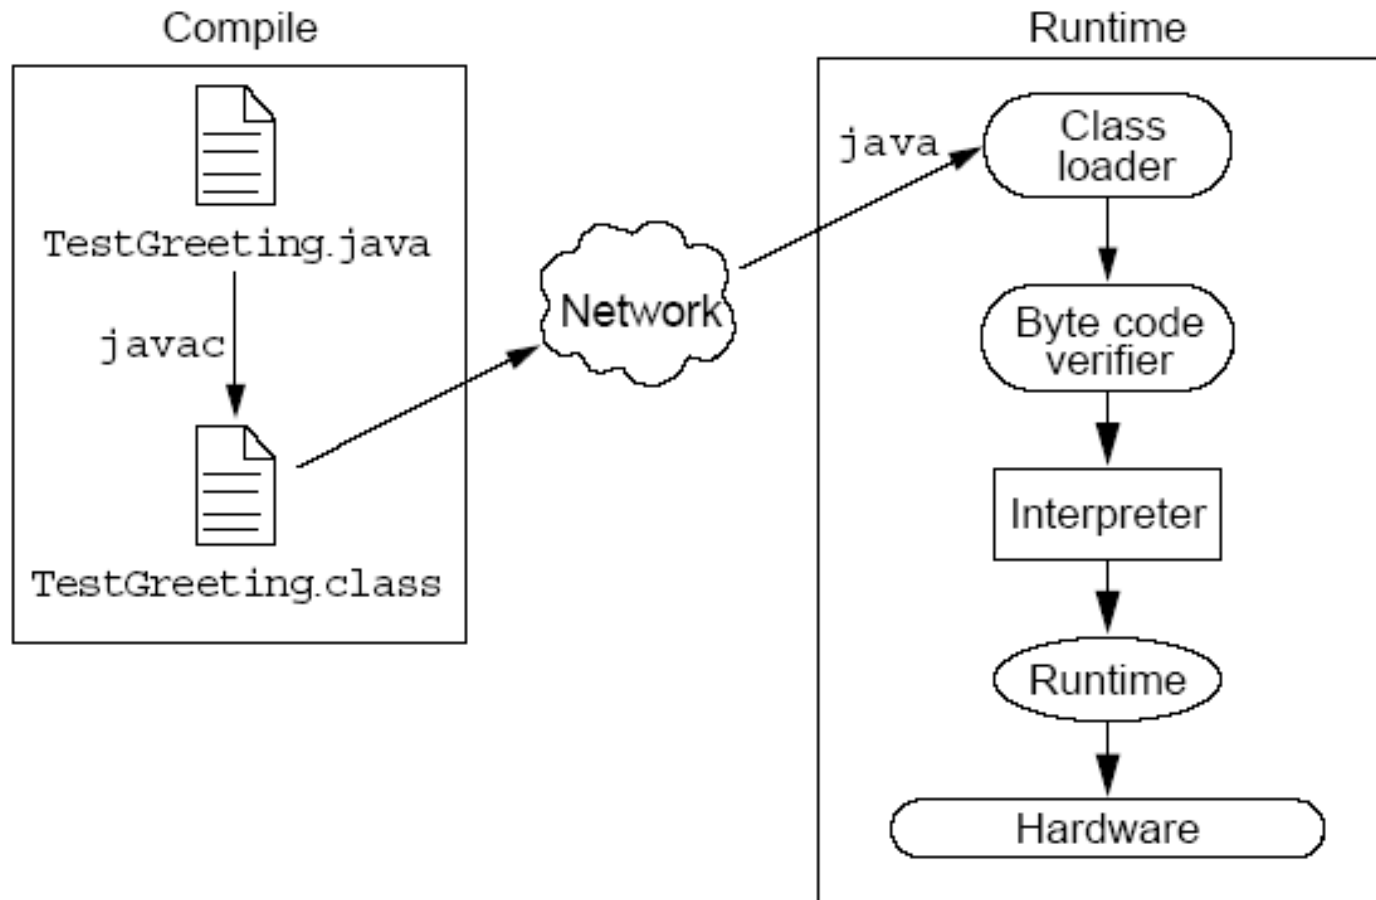 Compile
TestGreeting.java
javac
TestGreeting.class
Network
Runtime
java
Class
loader
Byte code
verifier
Interpreter
Runtime
Hardware